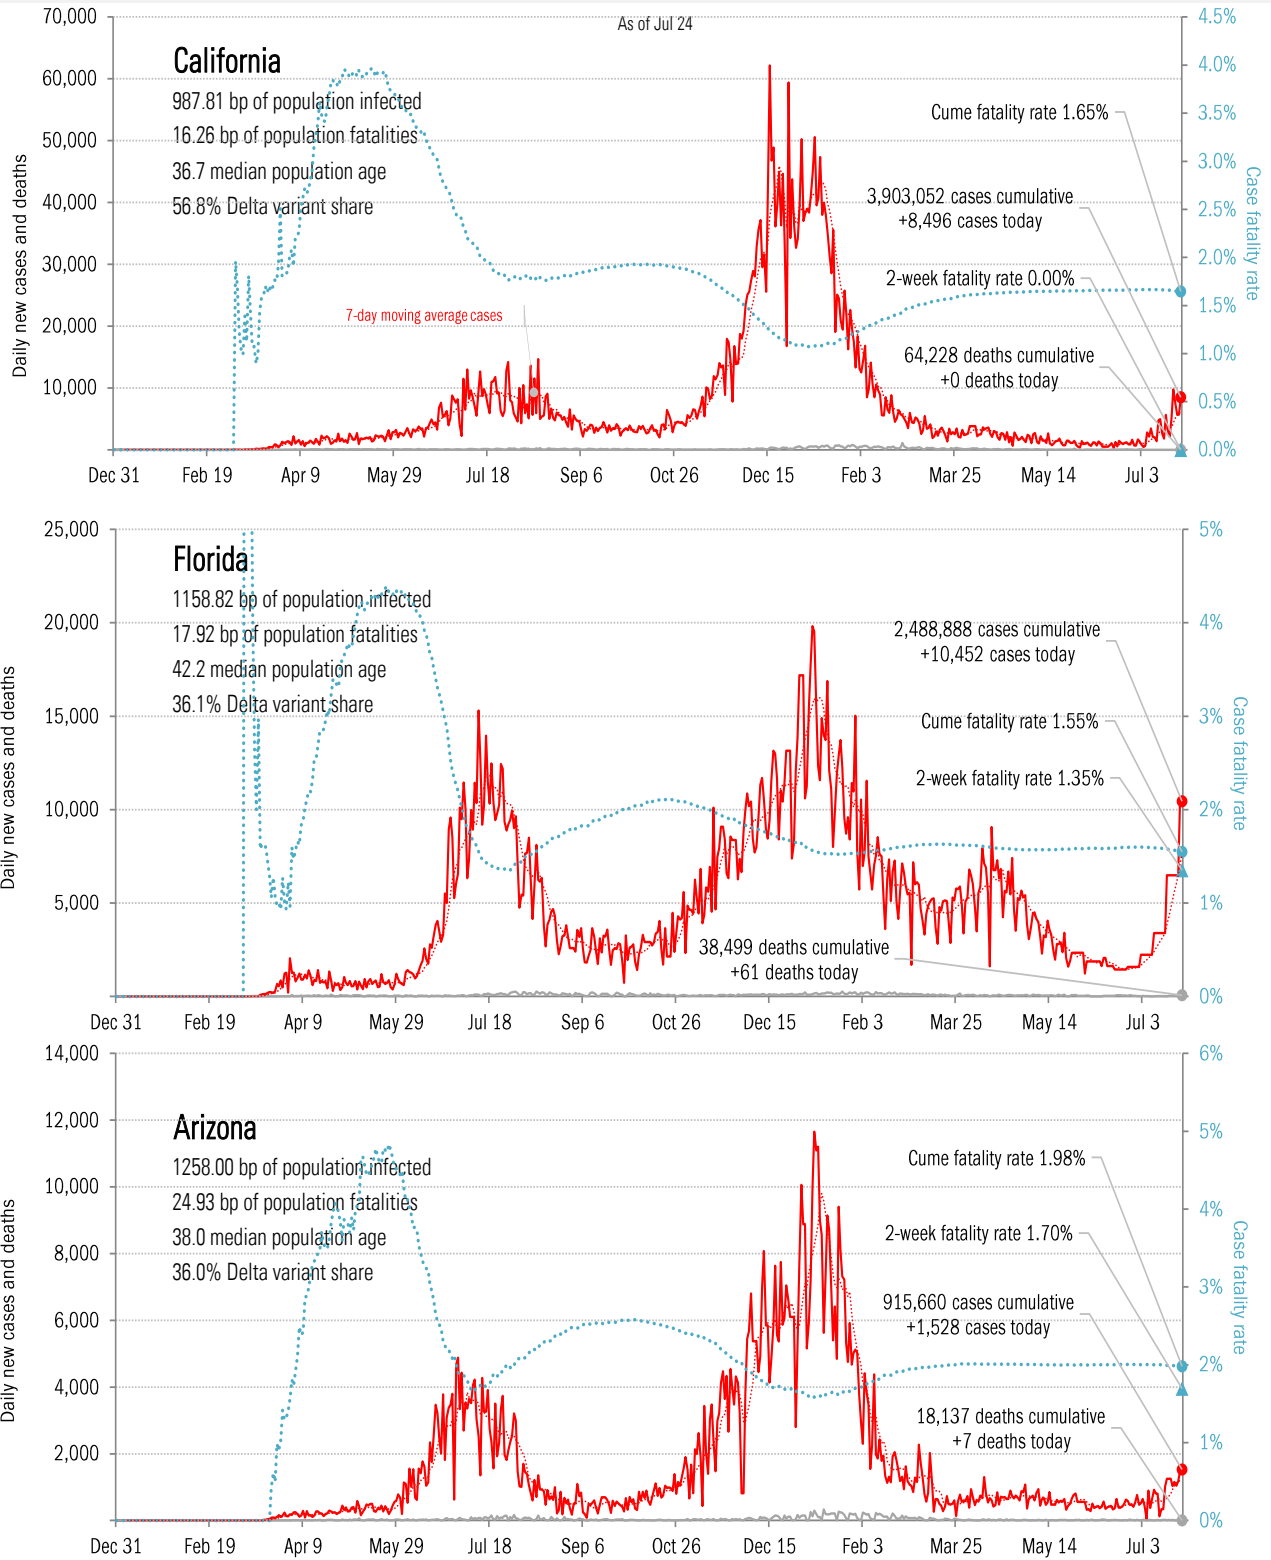 As of Jul 24
70,000
60,000
50,000
40,000
30,000
20,000
10,000
Daily new cases and deaths
California
987.81 bp of population infected
16.26 bp of population fatalities
36.7 median population age
56.8% Delta variant share
7-day moving average cases
Cume fatality rate 1.65%
3,903,052 cases cumulative
+8,496 cases today
2-week fatality rate 0.00%
64,228 deaths cumulative
+0 deaths today
4.5%
4.0%
3.5%
3.0%
2.5%
2.0%
1.5%
1.0%
0.5%
0.0%
Case fatality rate
Dec 31 Feb 19 Apr 9 May 29 Jul 18 Sep 6 Oct 26 Dec 15 Feb 3 Mar 25 May 14 Jul 3
25,000
20,000
15,000
10,000
5,000
Daily new cases and deaths
Florida
1158.82 bp of population infected
17.92 bp of population fatalities
42.2 median population age
36.1% Delta variant share
2,488,888 cases cumulative
+10,452 cases today
Cume fatality rate 1.55%
2-week fatality rate 1.35%
38,499 deaths cumulative
+61 deaths today
5%
4%
3%
2%
1%
0%
Case fatality rate
Dec 31 Feb 19 Apr 9 May 29 Jul 18 Sep 6 Oct 26 Dec 15 Feb 3 Mar 25 May 14 Jul 3
14,000
12,000
10,000
8,000
6,000
4,000
2,000
Daily new cases and deaths
Arizona
1258.00 bp of population infected
24.93 bp of population fatalities
38.0 median population age
36.0% Delta variant share
Cume fatality rate 1.98%
2-week fatality rate 1.70%
915,660 cases cumulative
+1,528 cases today
18,137 deaths cumulative
+7 deaths today
6%
5%
4%
3%
2%
1%
0%
Case fatality rate
Dec 31 Feb 19 Apr 9 May 29 Jul 18 Sep 6 Oct 26 Dec 15 Feb 3 Mar 25 May 14 Jul 3